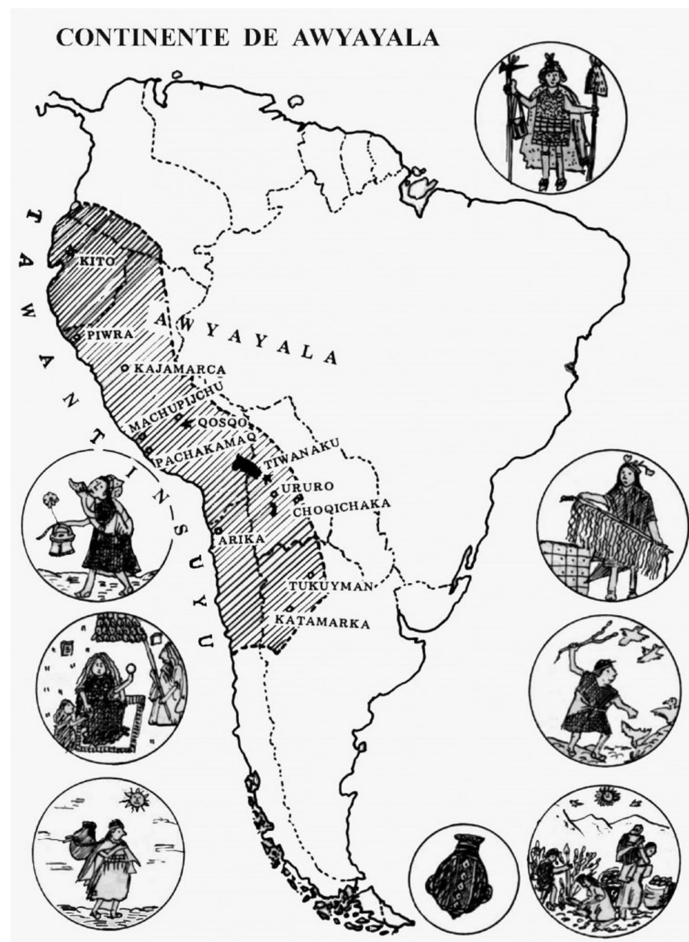 CONTINENTE DE AWYAYALA
TAWANTIN-SUYU
KITO
PIWRA
AWYAYALA
KAJAMARCA
MACHUPIJCHU
QOSQO
PACHAKAMAQ
TIWANAKU
URURO
CHOQICHAKA
ARIKA
TUKUYMAN
KATAMARKA